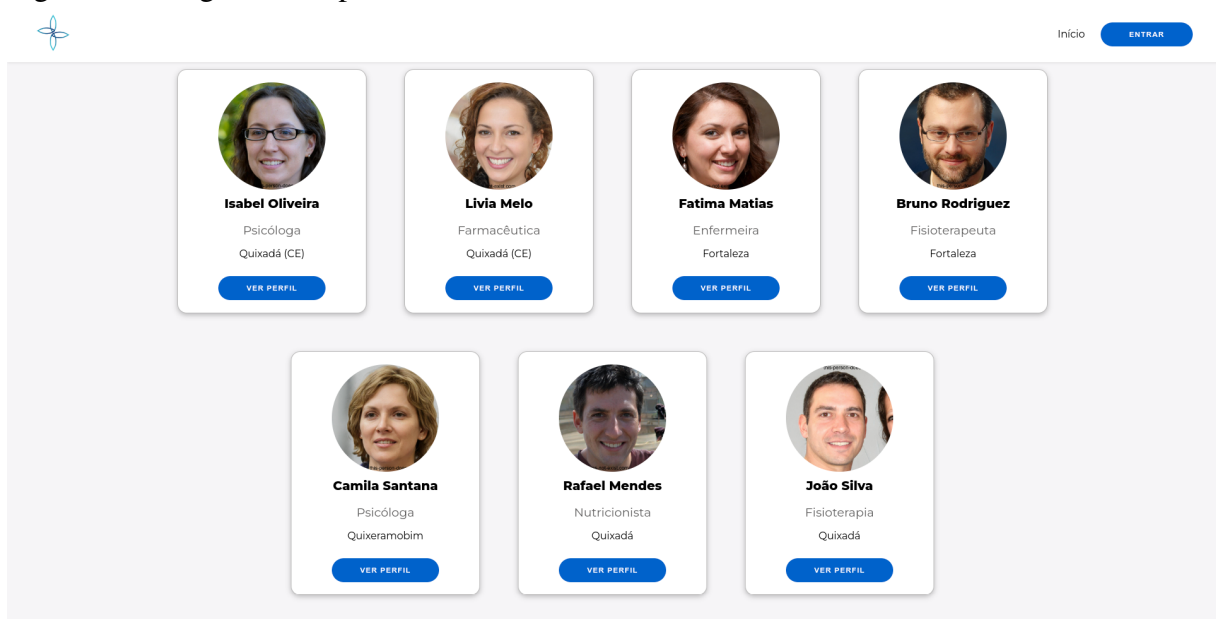 Início ENTRAR
Isabel Oliveira
Psicóloga
Quixadá (CE)
VER PERFIL
Livia Melo
Farmacêutica
Quixadá (CE)
VER PERFIL
Fatima Matias
Enfermeira
Fortaleza
VER PERFIL
Bruno Rodriguez
Fisioterapeuta
Fortaleza
VER PERFIL
Camila Santana
Psicóloga
Quixeramobim
VER PERFIL
Rafael Mendes
Nutricionista
Quixadá
VER PERFIL
João Silva
Fisioterapia
Quixadá
VER PERFIL